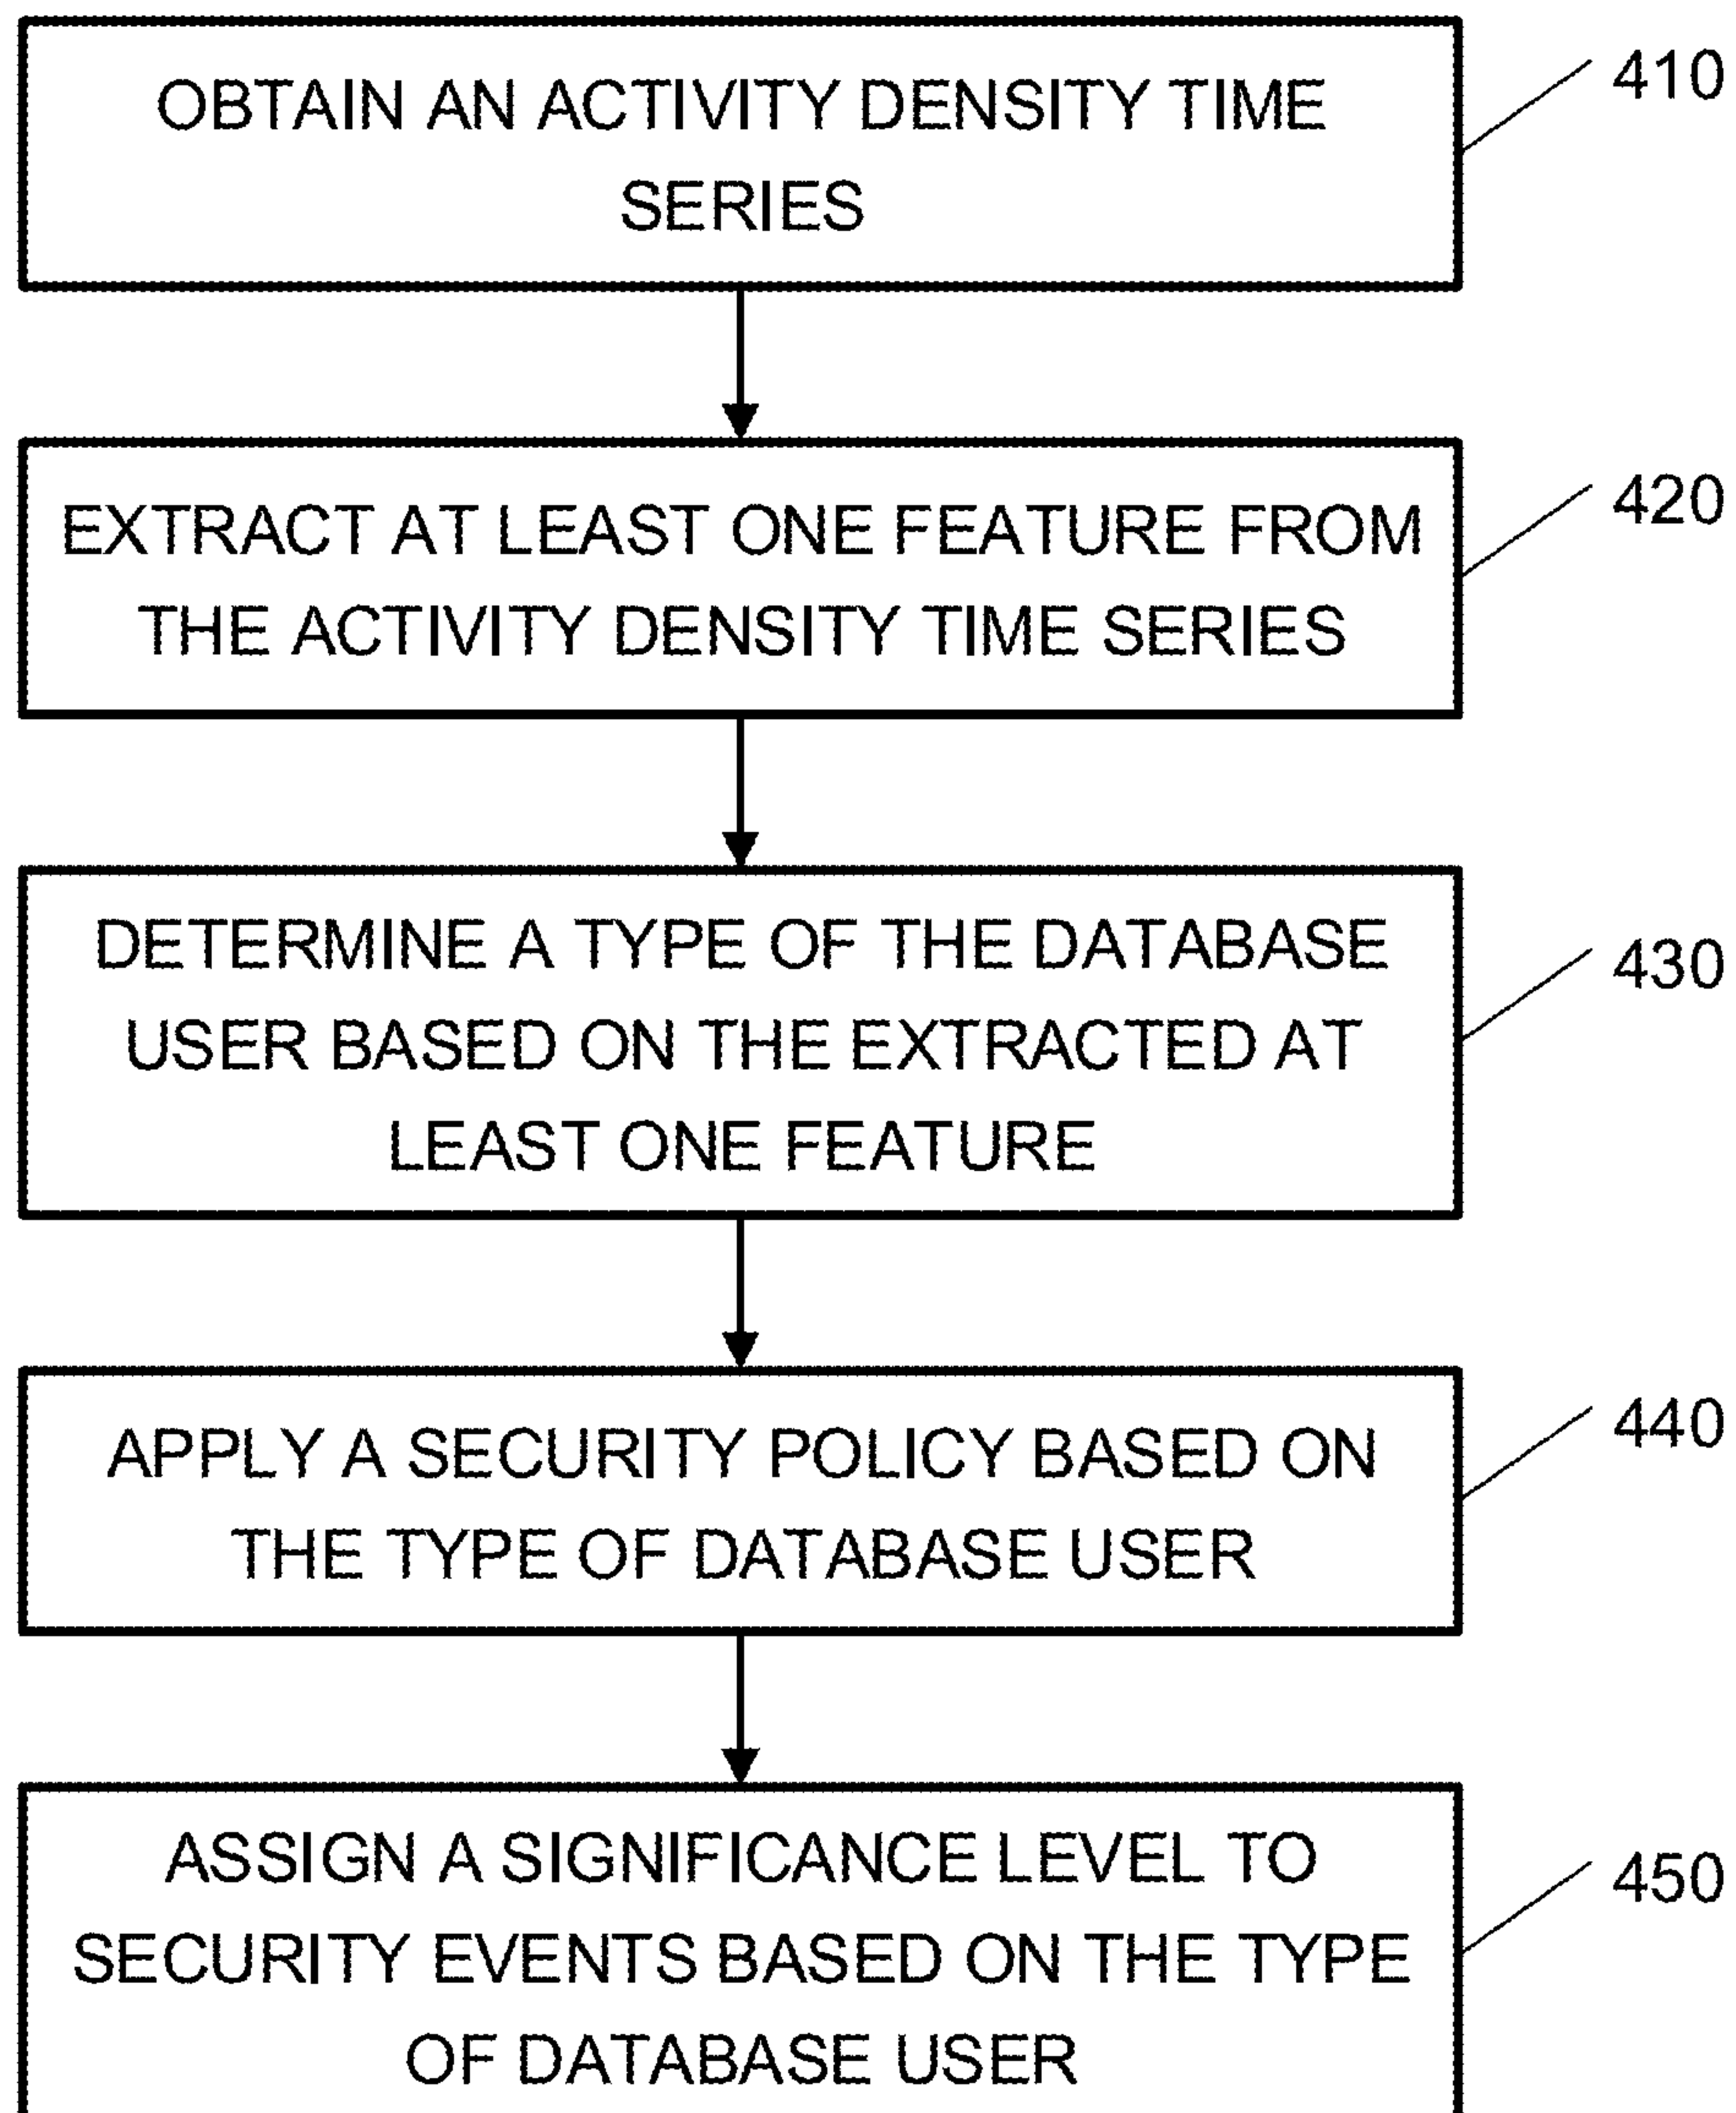 OBTAIN AN ACTIVITY DENSITY TIME
SERIES
410
EXTRACT AT LEAST ONE FEATURE FROM
THE ACTIVITY DENSITY TIME SERIES
420
DETERMINE A TYPE OF THE DATABASE
USER BASED ON THE EXTRACTED AT
LEAST ONE FEATURE
430
APPLY A SECURITY POLICY BASED ON
THE TYPE OF DATABASE USER
440
ASSIGN A SIGNIFICANCE LEVEL TO
SECURITY EVENTS BASED ON THE TYPE
OF DATABASE USER
450